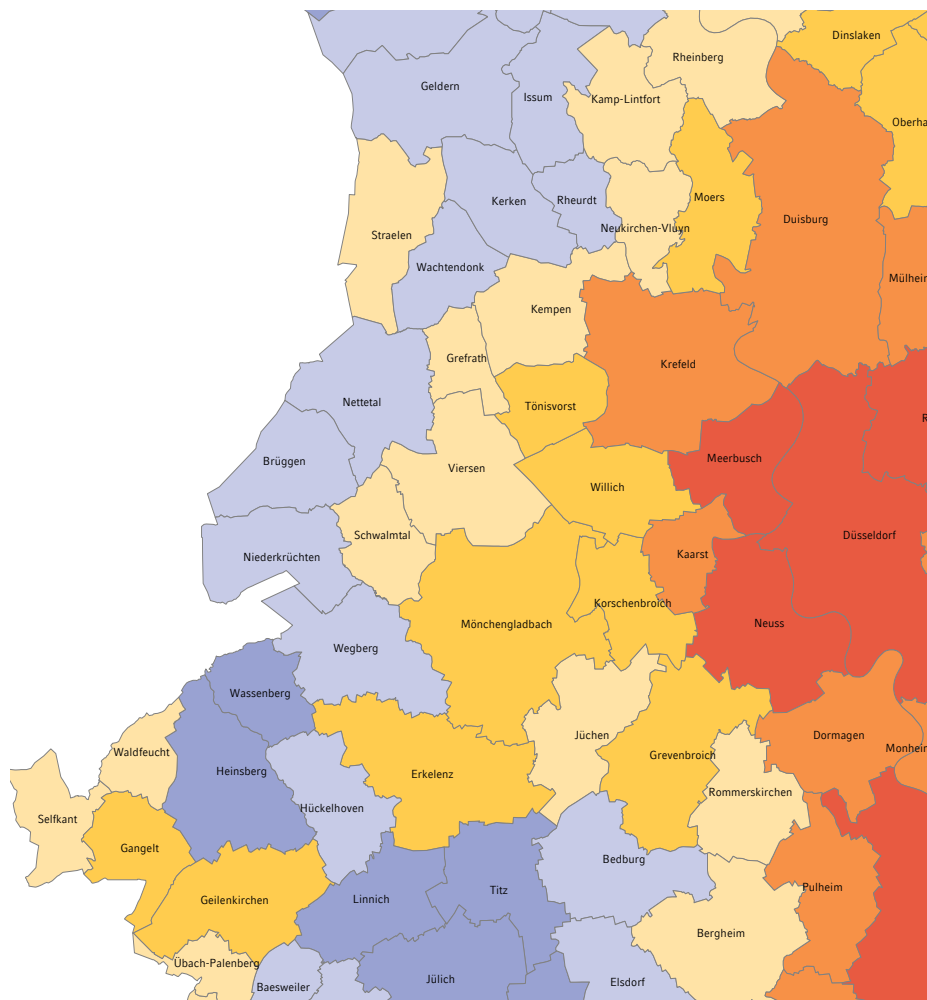 Dinslaken
Rheinberg
Geldern
Issum
Kamp-Lintfort
Oberha
Moers
Kerken
Rheurdt
Duisburg
Neukirchen-Vluyn
Straelen
Wachtendonk
Mülheim
Kempen
Grefrath
Krefeld
Nettetal
Tönisvorst
R
Brüggen
Viersen
Meerbusch
Willich
Schwalmtal
Düsseldorf
Niederkrüchten
Kaarst
Korschenbroich
Mönchengladbach
Neuss
Wegberg
Wassenberg
Jüchen
Dormagen
Waldfeucht
Grevenbroich
Monheim
Heinsberg
Erkelenz
Rommerskirchen
Hückelhoven
Selfkant
Gangelt
Bedburg
Pulheim
Titz
Linnich
Geilenkirchen
Bergheim
Übach-Palenberg
Jülich
Elsdorf
Baesweiler